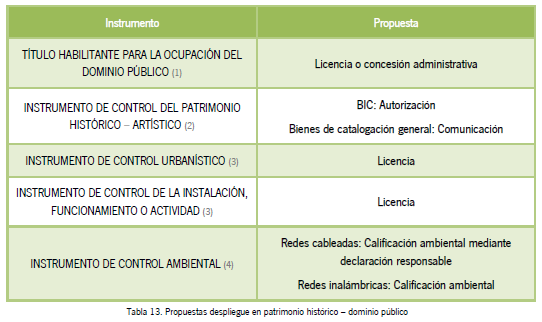 Instrumento
Propuesta
TÍTULO HABILITANTE PARA LA OCUPACIÓN DEL
DOMINIO PÚBLICO (1)
Licencia o concesión administrativa
INSTRUMENTO DE CONTROL DEL PATRIMONIO
HISTÓRICO – ARTÍSTICO (2)
BIC: Autorización
Bienes de catalogación general: Comunicación
INSTRUMENTO DE CONTROL URBANÍSTICO (3)
Licencia
INSTRUMENTO DE CONTROL DE LA INSTALACIÓN,
FUNCIONAMIENTO O ACTIVIDAD (3)
Licencia
INSTRUMENTO DE CONTROL AMBIENTAL (4)
Redes cableadas: Calificación ambiental mediante
declaración responsable
Redes inalámbricas: Calificación ambiental
Tabla 13. Propuestas despliegue en patrimonio histórico – dominio público